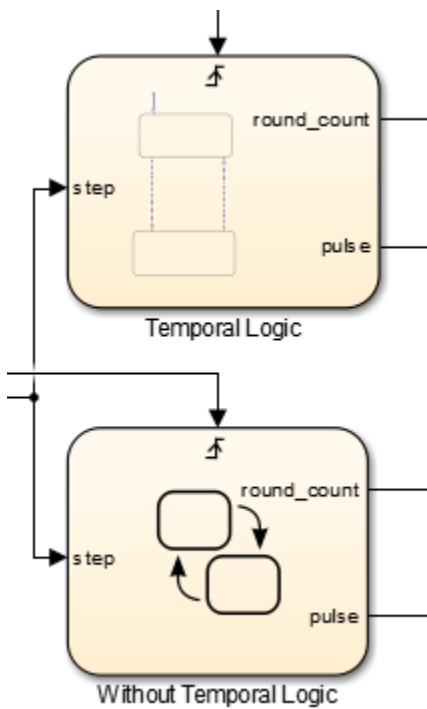 round_count
step
pulse
Temporal Logic
round_count
step
pulse
Without Temporal Logic